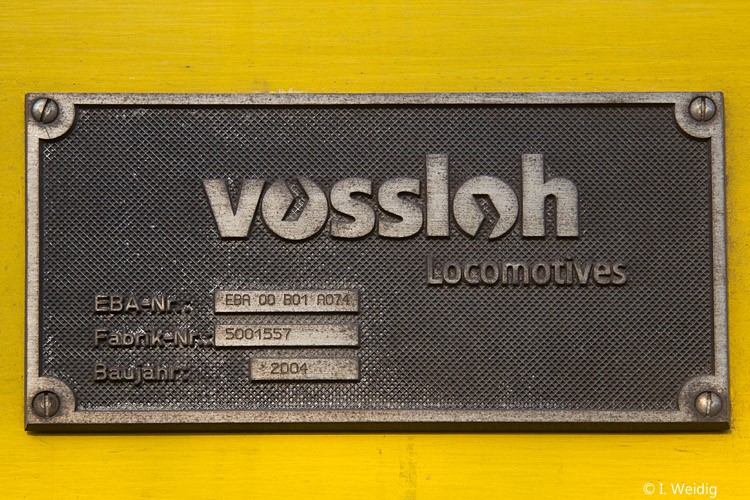 vossloh
Locomotives
EBA-Nr.: EBA 00 B01 A074
Fabrik-Nr.: 5001557
Baujahr: 2004
© I. Weidig